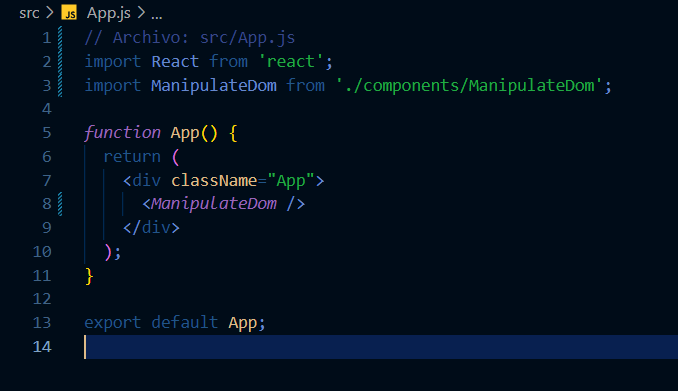 src > JS App.js > ...
1 // Archivo: src/App.js
2 import React from 'react';
3 import ManipulateDom from './components/ManipulateDom';
4
5 function App() {
6   return (
7     <div className="App">
8       <ManipulateDom />
9     </div>
10   );
11 }
12
13 export default App;
14